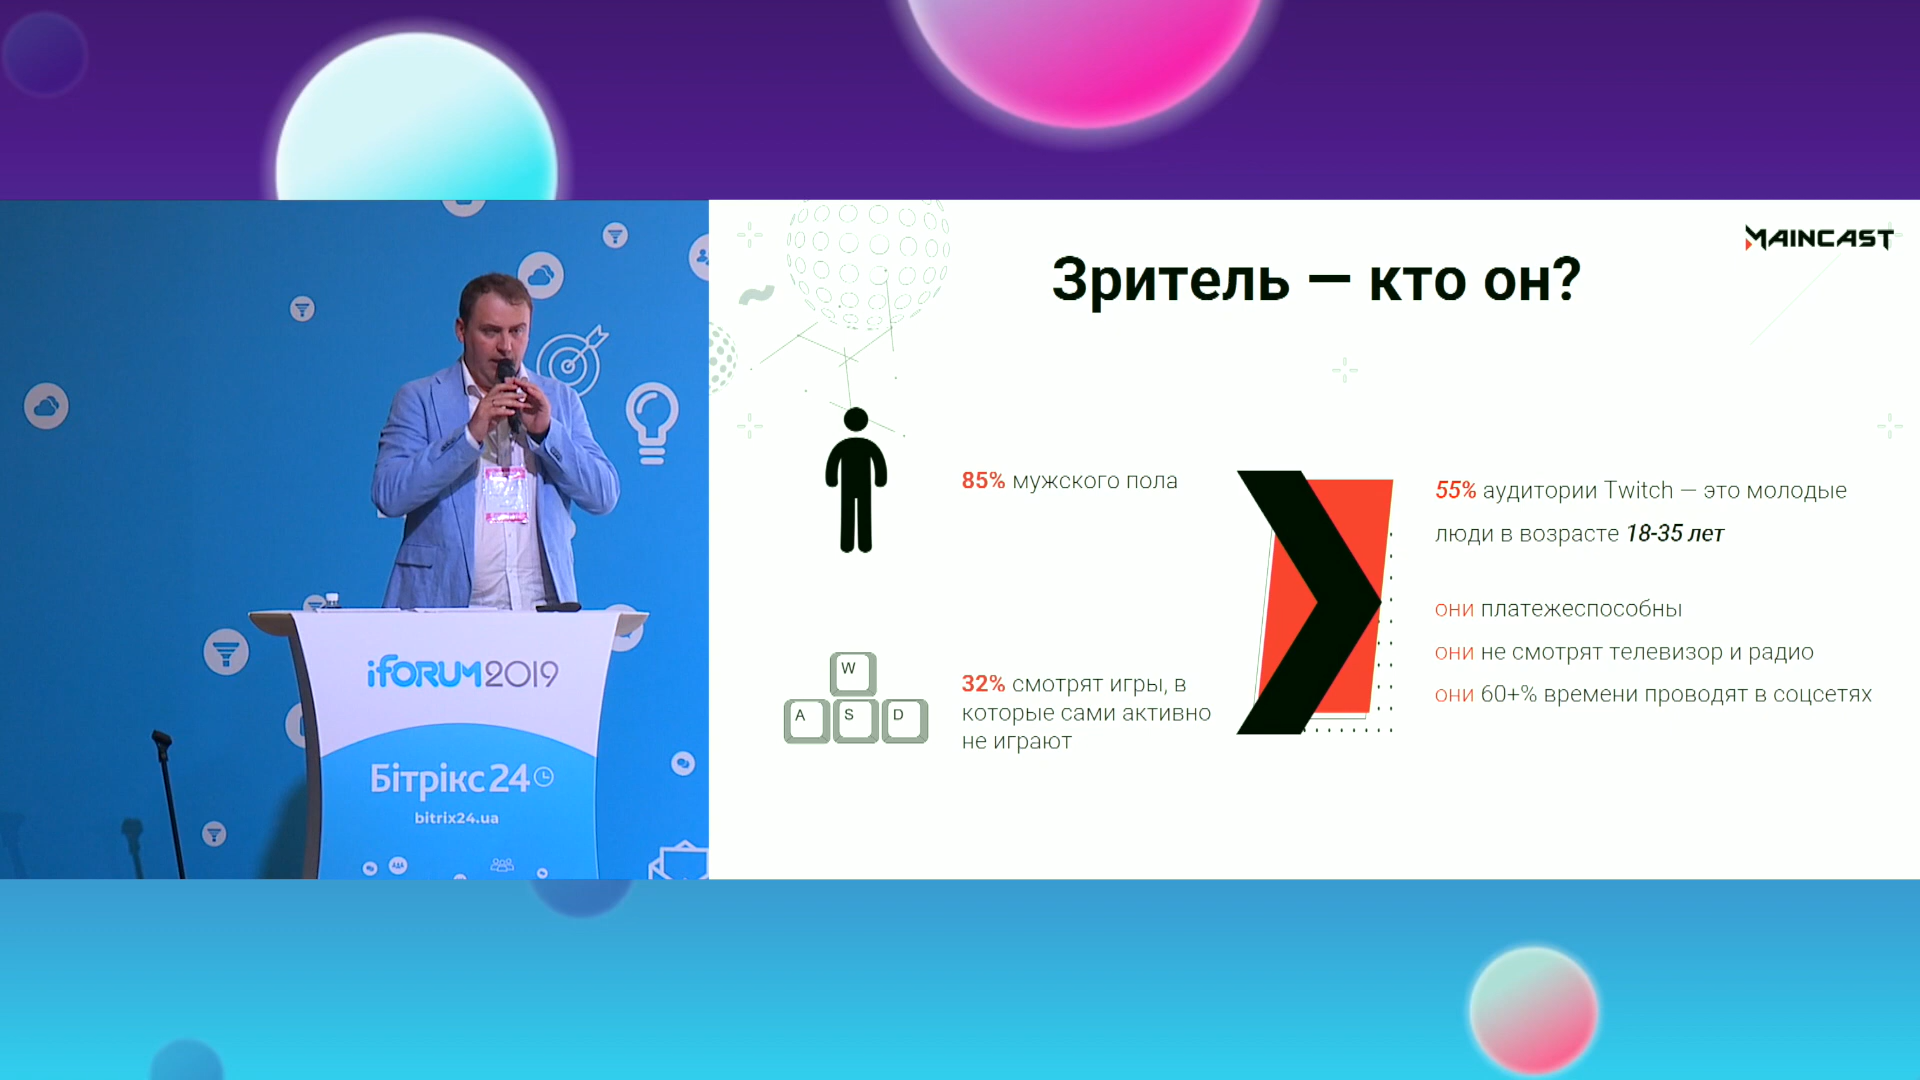 MAINCAST
Зритель — кто он?
85% мужского пола
32% смотрят игры, в
которые сами активно
не играют
W
A S D
55% аудитории Twitch — это молодые
люди в возрасте 18-35 лет
они платежеспособны
они не смотрят телевизор и радио
они 60+% времени проводят в соцсетях
iFORUM2019
Бітрікс24
bitrix24.ua